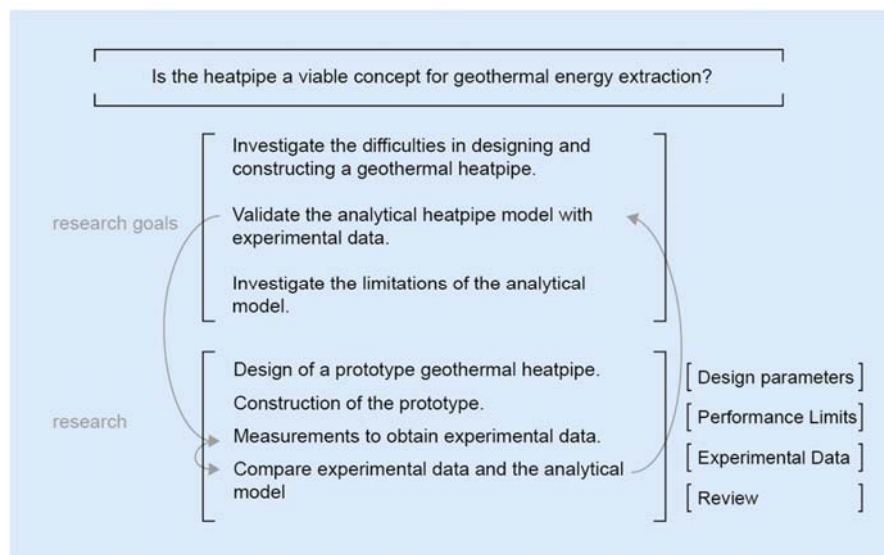 Is the heatpipe a viable concept for geothermal energy extraction?
Investigate the difficulties in designing and
constructing a geothermal heatpipe.
research goals
Validate the analytical heatpipe model with
experimental data.
Investigate the limitations of the analytical
model.
Design of a prototype geothermal heatpipe.
Construction of the prototype.
research
Measurements to obtain experimental data.
Compare experimental data and the analytical
model
Design parameters
Performance Limits
Experimental Data
Review